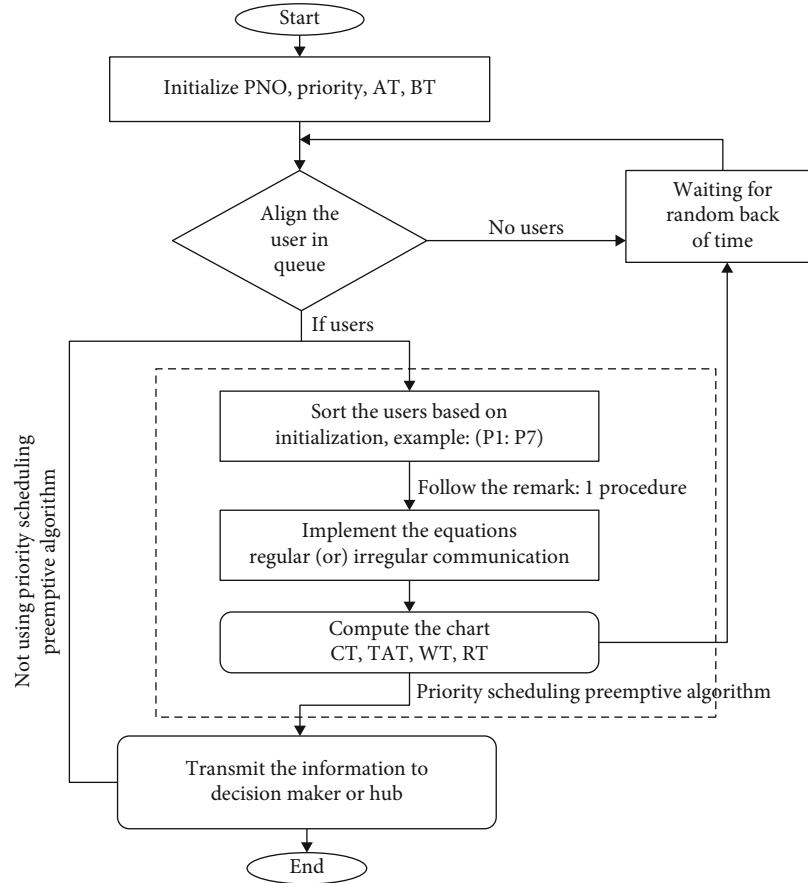 Start
Initialize PNO, priority, AT, BT
Align the
user in
queue
No users
Waiting for
random back
of time
If users
Sort the users based on
initialization, example: (P1: P7)
Follow the remark: 1 procedure
Implement the equations
regular (or) irregular communication
Compute the chart
CT, TAT, WT, RT
Priority scheduling preemptive algorithm
Not using priority scheduling
preemptive algorithm
Transmit the information to
decision maker or hub
End